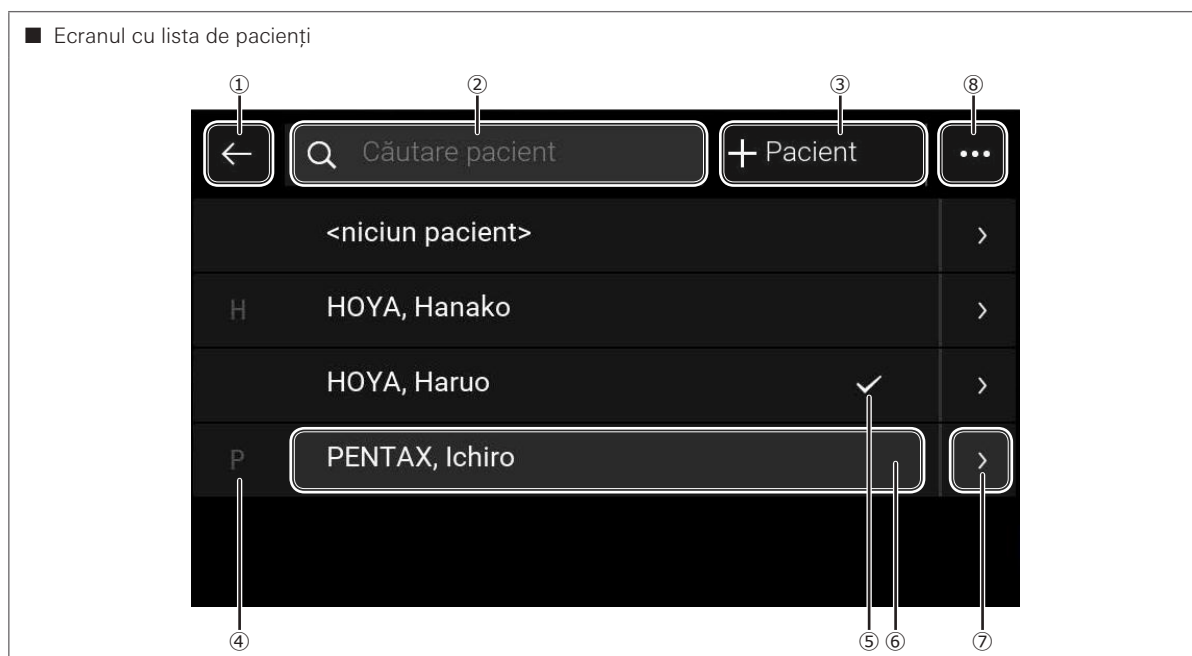 ■ Ecranul cu lista de pacienți
① ② ③ ⑧
Căutare pacient + Pacient
<niciun pacient>
H HOYA, Hanako
HOYA, Haruo
P PENTAX, Ichiro
④ ⑤ ⑥ ⑦